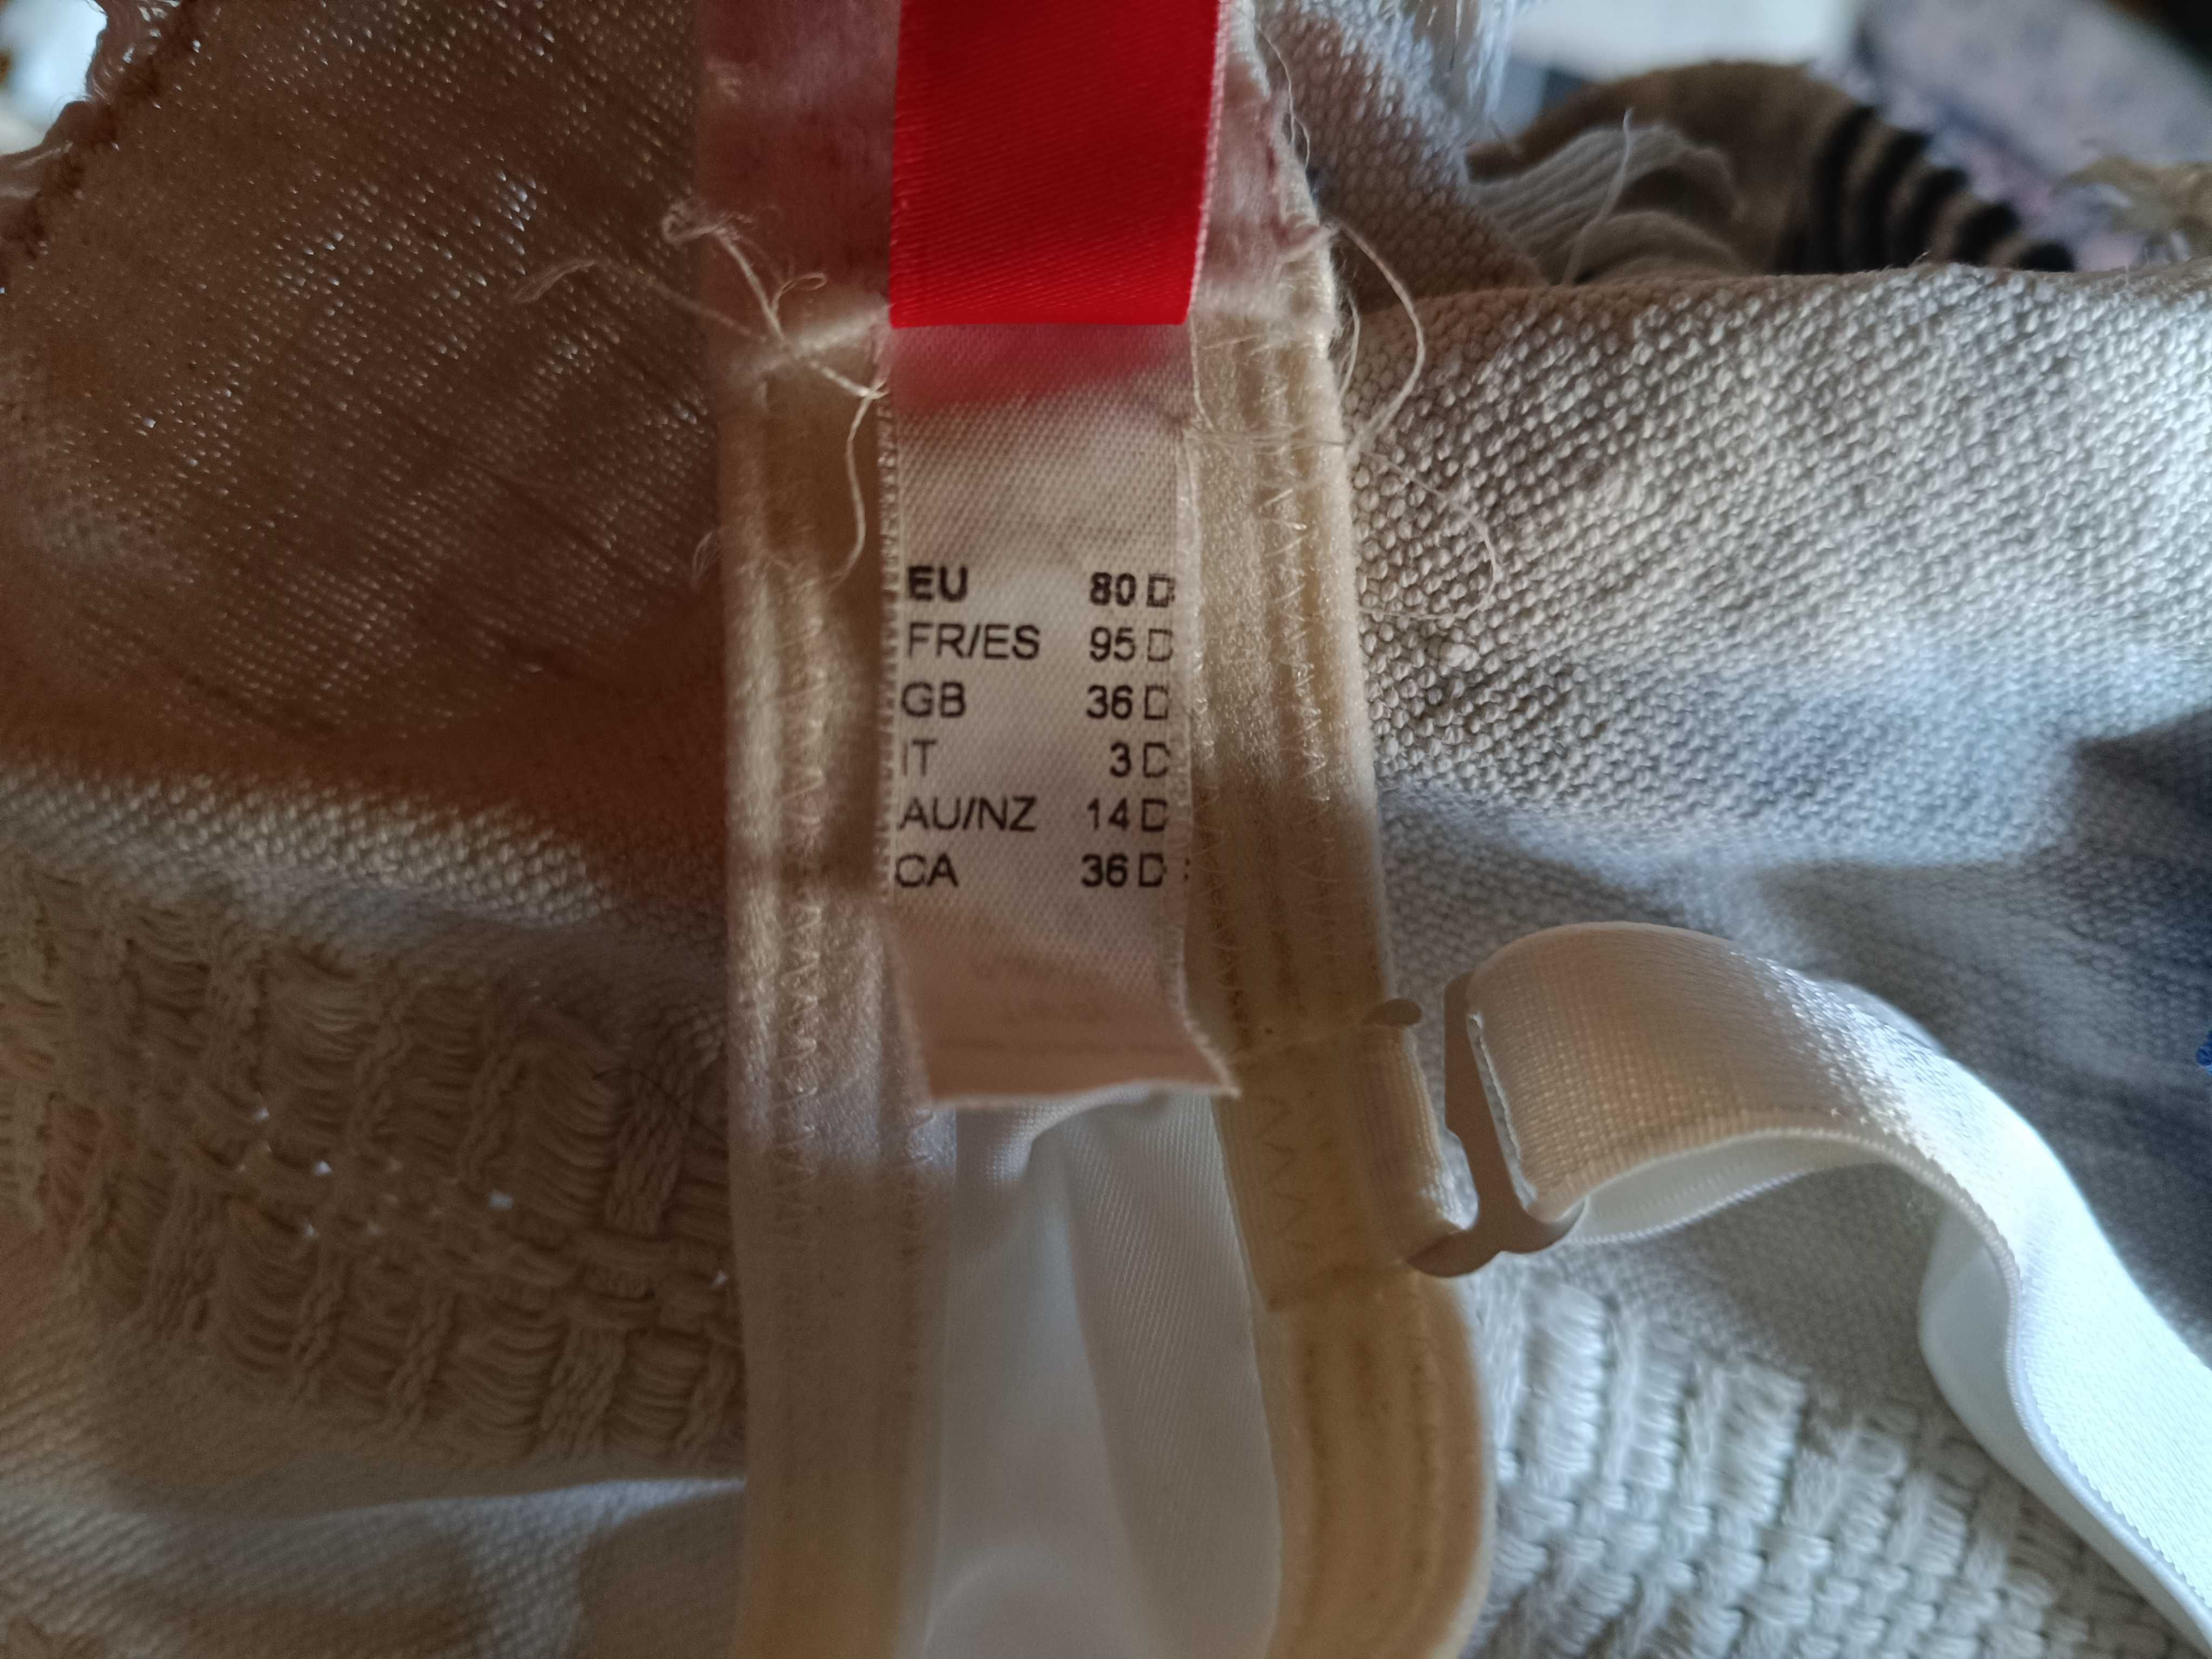 EU 80 D
FR/ES 95 D
GB 36 D
IT 3 D
AU/NZ 14 D
CA 36 D